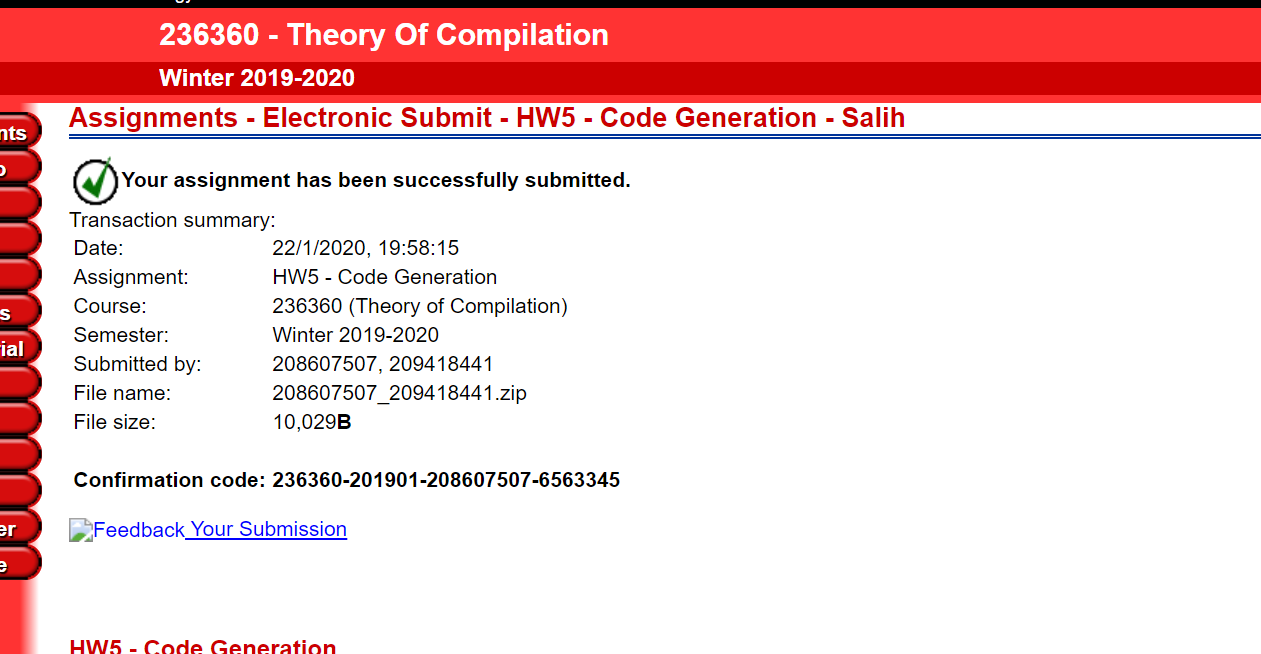 236360 - Theory Of Compilation
Winter 2019-2020
Assignments - Electronic Submit - HW5 - Code Generation - Salih
Your assignment has been successfully submitted.
Transaction summary:
Date: 22/1/2020, 19:58:15
Assignment: HW5 - Code Generation
Course: 236360 (Theory of Compilation)
Semester: Winter 2019-2020
Submitted by: 208607507, 209418441
File name: 208607507_209418441.zip
File size: 10,029B
Confirmation code: 236360-201901-208607507-6563345
Feedback Your Submission
HW5 - Code Generation